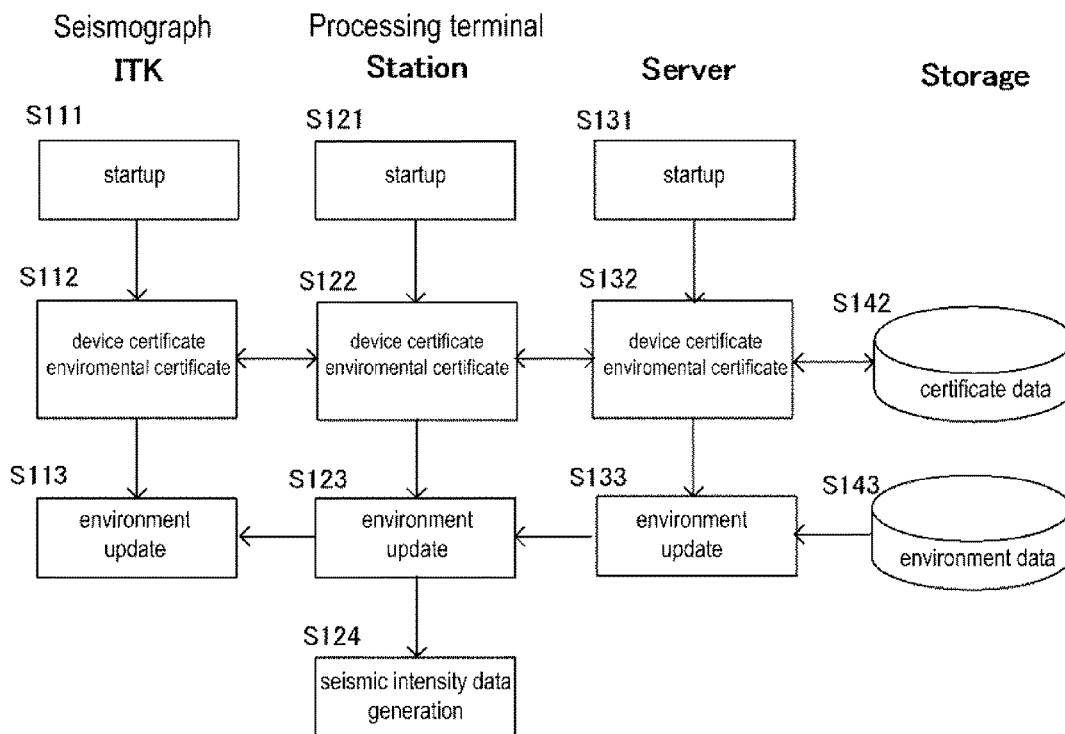 Seismograph
Processing terminal
ITK
Station
Server
Storage
S111
S121
S131
startup
startup
startup
S112
S122
S132
S142
device certificate
enviromental certificate
device certificate
enviromental certificate
device certificate
enviromental certificate
certificate data
S113
S123
S133
S143
environment
update
environment
update
environment
update
environment data
S124
seismic intensity data
generation